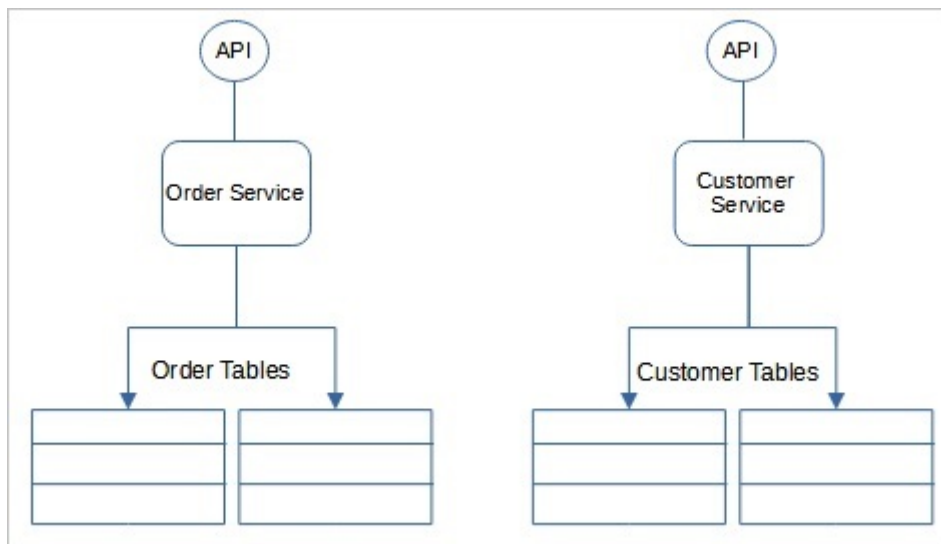 API
API
Order Service
Customer
Service
Order Tables
Customer Tables